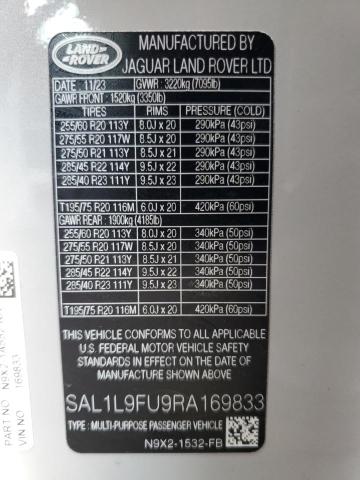 LAND
ROVER
MANUFACTURED BY
JAGUAR LAND ROVER LTD
DATE : 11/23 GVWR : 3220kg (7095lb)
GAWR FRONT : 1520kg (3350lb)
TIRES RIMS PRESSURE (COLD)
255/60 R20 113Y 8.0J x 20 290kPa (43psi)
275/55 R20 117W 8.0J x 20 290kPa (43psi)
275/50 R21 113Y 8.5J x 21 290kPa (43psi)
285/45 R22 114Y 9.5J x 22 290kPa (43psi)
285/40 R23 111Y 9.5J x 23 290kPa (43psi)
T195/75 R20 116M 6.0J x 20 420kPa (60psi)
GAWR REAR : 1900kg (4185lb)
255/60 R20 113Y 8.0J x 20 340kPa (50psi)
275/55 R20 117W 8.0J x 20 340kPa (50psi)
275/50 R21 113Y 8.5J x 21 340kPa (50psi)
285/45 R22 114Y 9.5J x 22 340kPa (50psi)
285/40 R23 111Y 9.5J x 23 340kPa (50psi)
T195/75 R20 116M 6.0J x 20 420kPa (60psi)
THIS VEHICLE CONFORMS TO ALL APPLICABLE
U.S. FEDERAL MOTOR VEHICLE SAFETY
STANDARDS IN EFFECT ON THE DATE OF
MANUFACTURE SHOWN ABOVE.
SAL1L9FU9RA169833
TYPE : MULTI-PURPOSE PASSENGER VEHICLE
N9X2-1532-FB
PART NO
VIN NO 169833